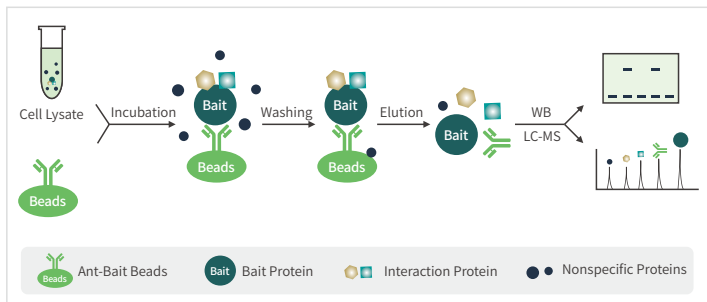 Cell Lysate
Beads
Incubation
Bait
Beads
Washing
Bait
Beads
Elution
Bait
WB
LC-MS
Beads
Ant-Bait Beads
Bait
Bait Protein
Interaction Protein
Nonspecific Proteins